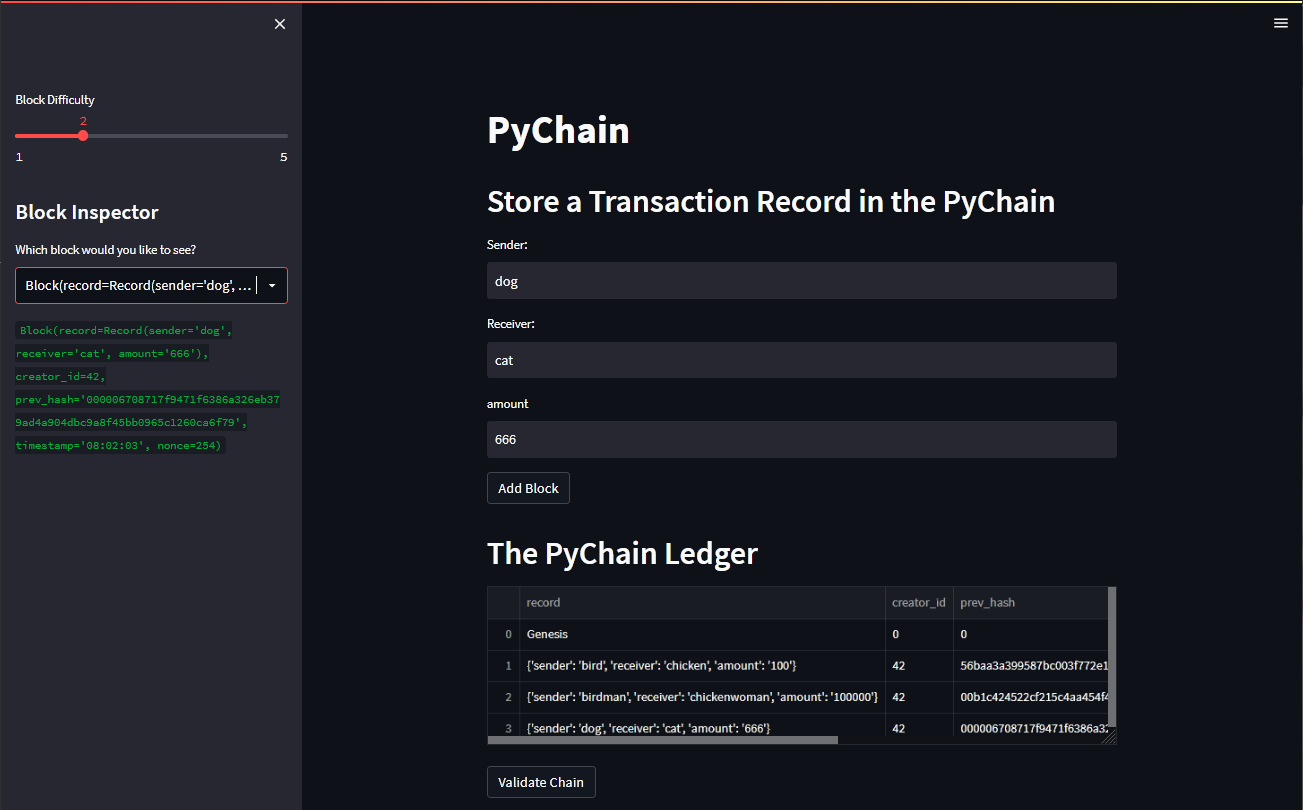 Block Difficulty
2
1 5
Block Inspector
Which block would you like to see?
Block(record=Record(sender='dog', ...
Block(record=Record(sender='dog',
receiver='cat', amount='666'),
creator_id=42,
prev_hash='000006708717f9471f6386a326eb37
9ad4a904dbc9a8f45bb0965c1260ca6f79',
timestamp='08:02:03', nonce=254)
PyChain
Store a Transaction Record in the PyChain
Sender:
dog
Receiver:
cat
amount
666
Add Block
The PyChain Ledger
record creator_id prev_hash
0 Genesis 0 0
1 {'sender': 'bird', 'receiver': 'chicken', 'amount': '100'} 42 56baa3a399587bc003f772e1
2 {'sender': 'birdman', 'receiver': 'chickenwoman', 'amount': '100000'} 42 00b1c424522cf215c4aa454f4
3 {'sender': 'dog', 'receiver': 'cat', 'amount': '666'} 42 000006708717f9471f6386a32
Validate Chain